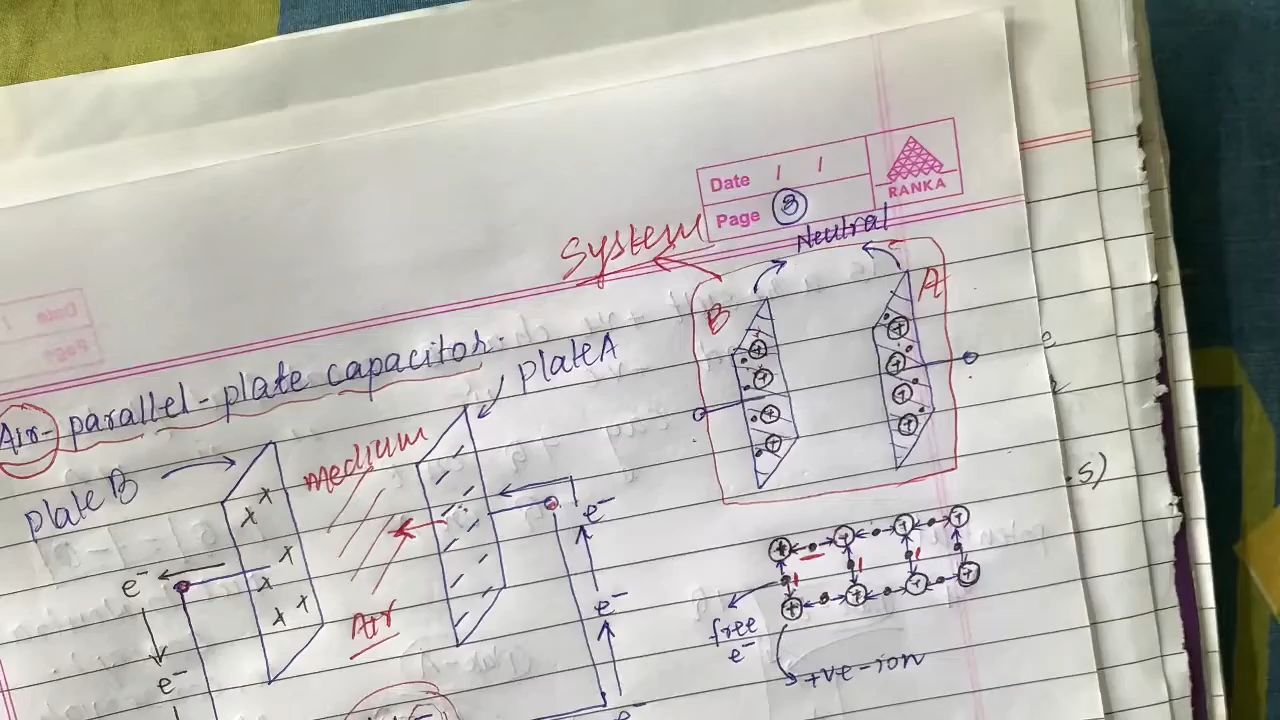 Date / /
RANKA
Page 8
System
Neutral
B
A
Air-parallel-plate capacitor.
Plate A
Plate B
Medium
e⁻
e⁻
e⁻
e⁻
Air
e⁻
.s)
free
e⁻
+ve-ion